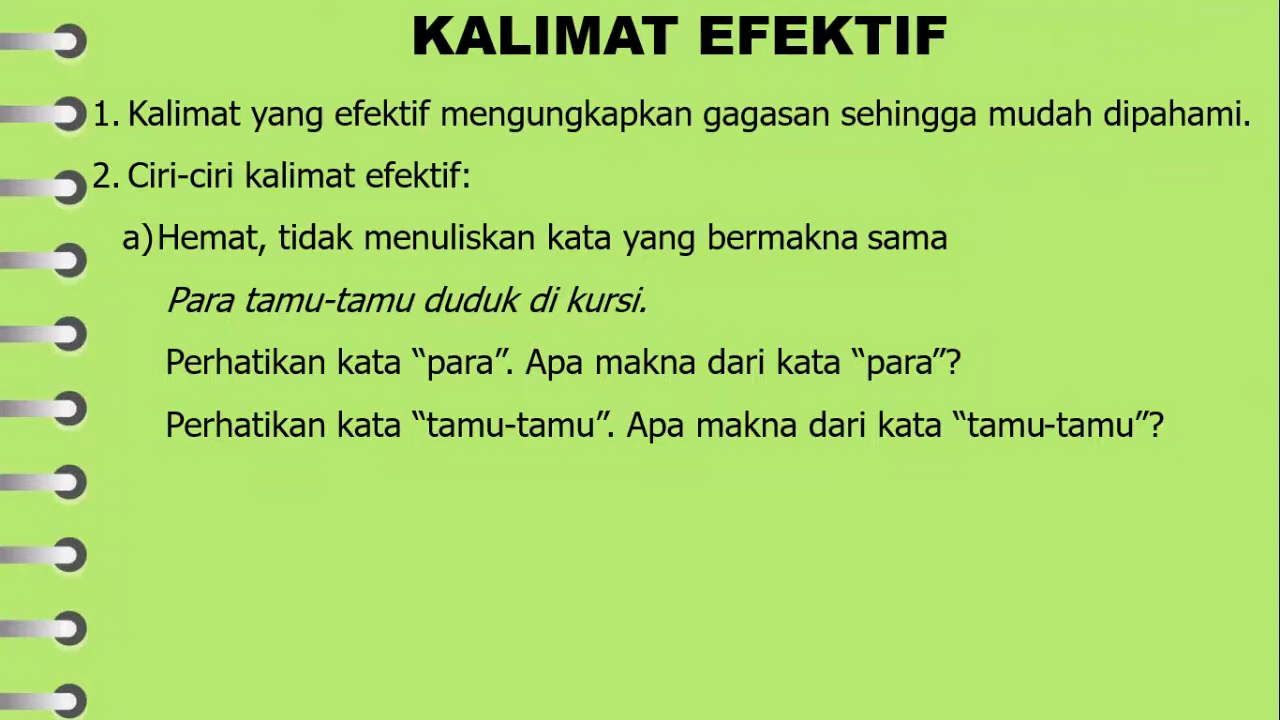 KALIMAT EFEKTIF
1. Kalimat yang efektif mengungkapkan gagasan sehingga mudah dipahami.
2. Ciri-ciri kalimat efektif:
a) Hemat, tidak menuliskan kata yang bermakna sama
Para tamu-tamu duduk di kursi.
Perhatikan kata “para”. Apa makna dari kata “para”?
Perhatikan kata “tamu-tamu”. Apa makna dari kata “tamu-tamu”?